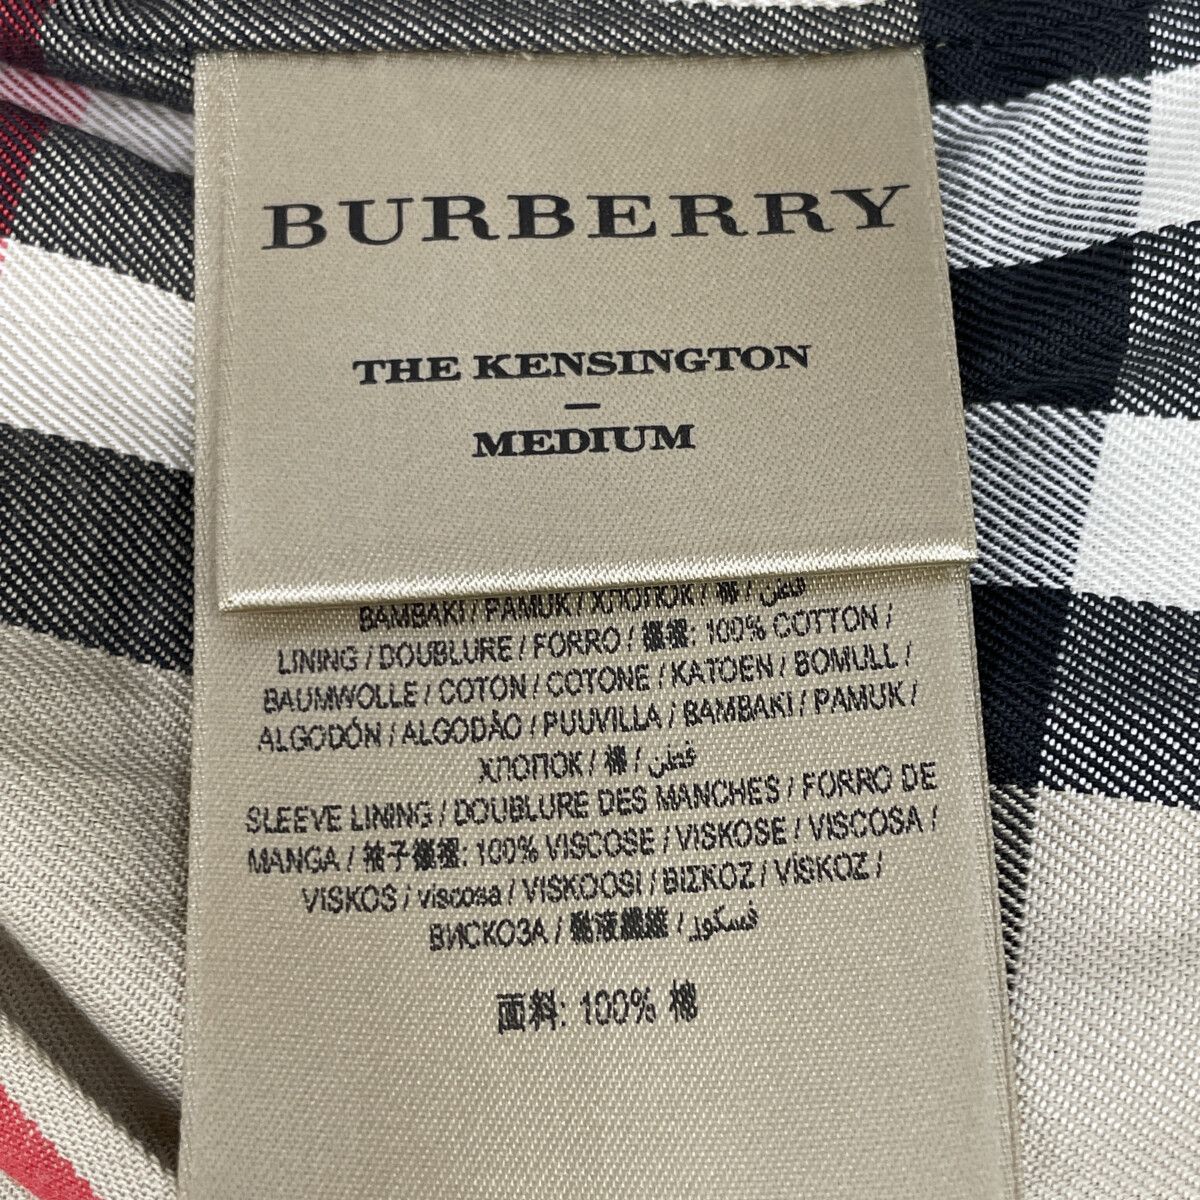 BURBERRY
THE KENSINGTON
–
MEDIUM
BAMBAKI / PAMUK / ХЛОПОК / 棉 / قطن
LINING / DOUBLURE / FORRO / 襯裡: 100% COTTON /
BAUMWOLLE / COTON / COTONE / KATOEN / BOMULL /
ALGODÓN / ALGODÃO / PUUVILLA / BAMBAKI / PAMUK /
ХЛОПОК / 棉 / قطن
SLEEVE LINING / DOUBLURE DES MANCHES / FORRO DE
MANGA / 袖子襯裡: 100% VISCOSE / VISKOSE / VISCOSA /
VISKOS / viscosa / VISKOOSI / ΒΙΣΚΟΖ / VİSKOZ /
ВИСКОЗА / 黏液纖維 / فسكوز
面料: 100% 棉